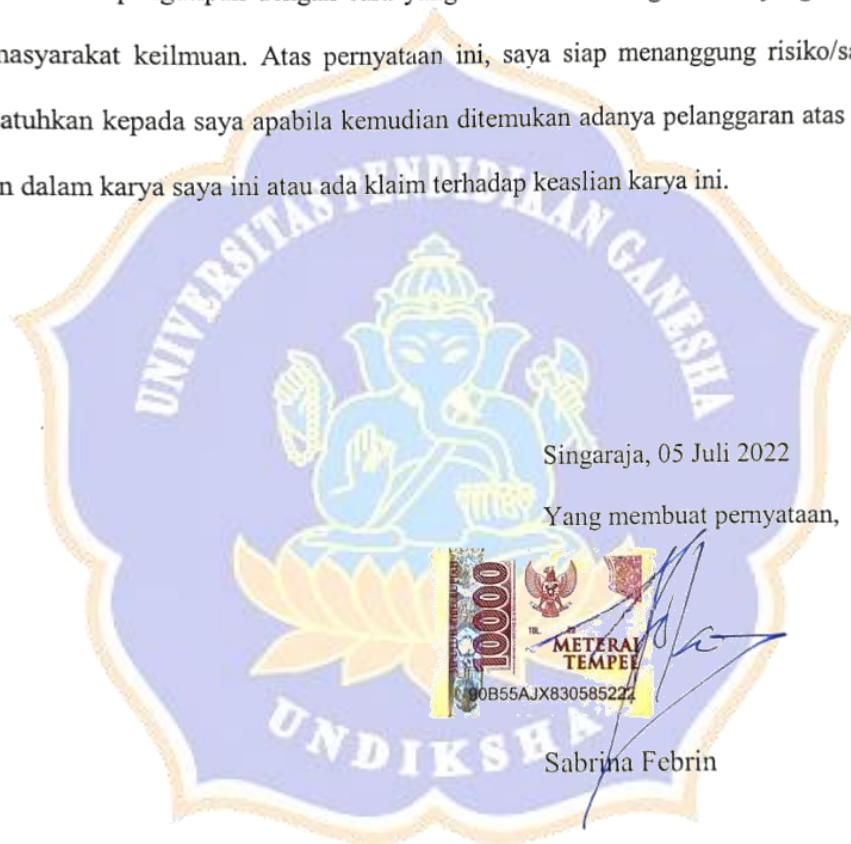 masyarakat keilmuan. Atas pernyataan ini, saya siap menanggung risiko/sa
atuhkan kepada saya apabila kemudian ditemukan adanya pelanggaran atas
n dalam karya saya ini atau ada klaim terhadap keaslian karya ini.
UNIVERSITAS PENDIDIKAN GANESHA
Singaraja, 05 Juli 2022
Yang membuat pernyataan,
10000
METERAI
TEMPEL
90B55AJX830585222
UNDIKSHA
Sabrina Febrin